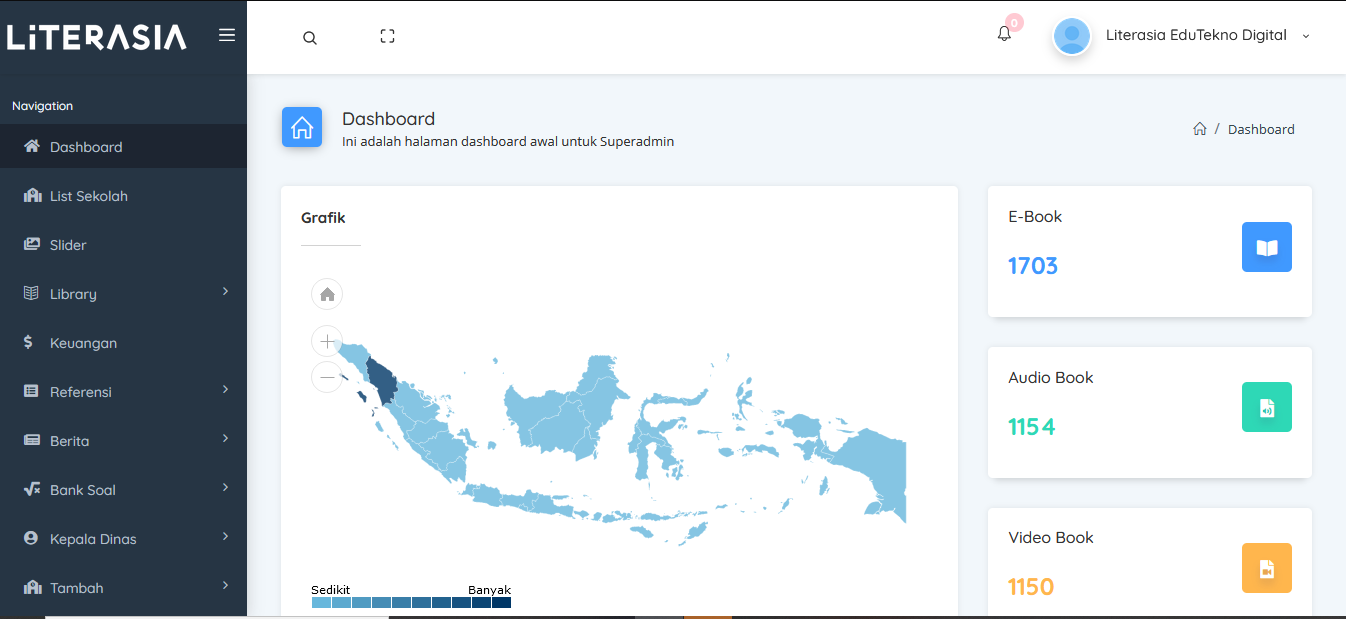 LiTERASIA
0
Literasia EduTekno Digital
Navigation
Dashboard
List Sekolah
Slider
Library
Keuangan
Referensi
Berita
Bank Soal
Kepala Dinas
Tambah
Dashboard
Ini adalah halaman dashboard awal untuk Superadmin
/ Dashboard
Grafik
Sedikit
Banyak
E-Book
1703
Audio Book
1154
Video Book
1150